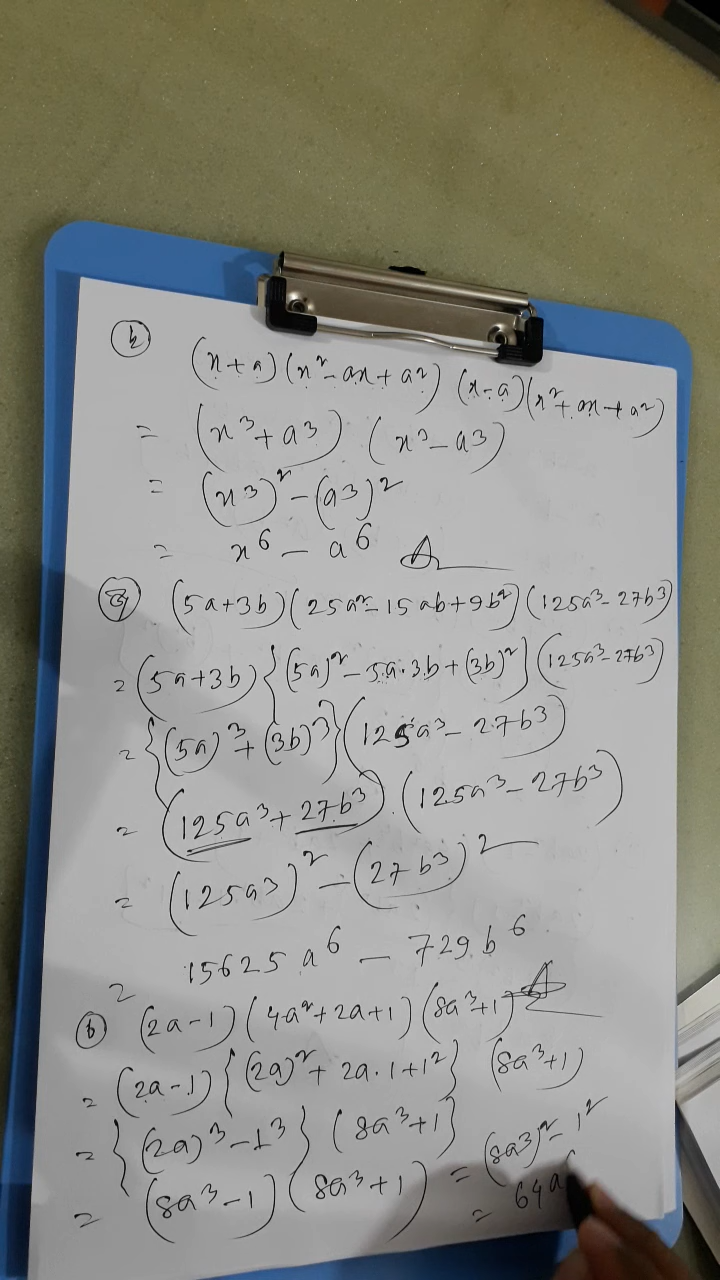 (x+a)(x²-ax+a²)(x-a)(x²+ax+a²)
= (x³+a³)(x³-a³)
= (x³)²-(a³)²
= x⁶-a⁶
(5a+3b)(25a²-15ab+9b²)(125a³-27b³)
= (5a+3b){(5a)²-5a·3b+(3b)²}(125a³-27b³)
= {(5a)³+(3b)³}(125a³-27b³)
= (125a³+27b³).(125a³-27b³)
= (125a³)²-(27b³)²
= 15625a⁶-729b⁶
(2a-1)(4a²+2a+1)(8a³+1)
= (2a-1){(2a)²+2a.1+1²}(8a³+1)
= {(2a)³-1³}(8a³+1}
= (8a³-1)(8a³+1) = (8a³)²-1²
= 64a